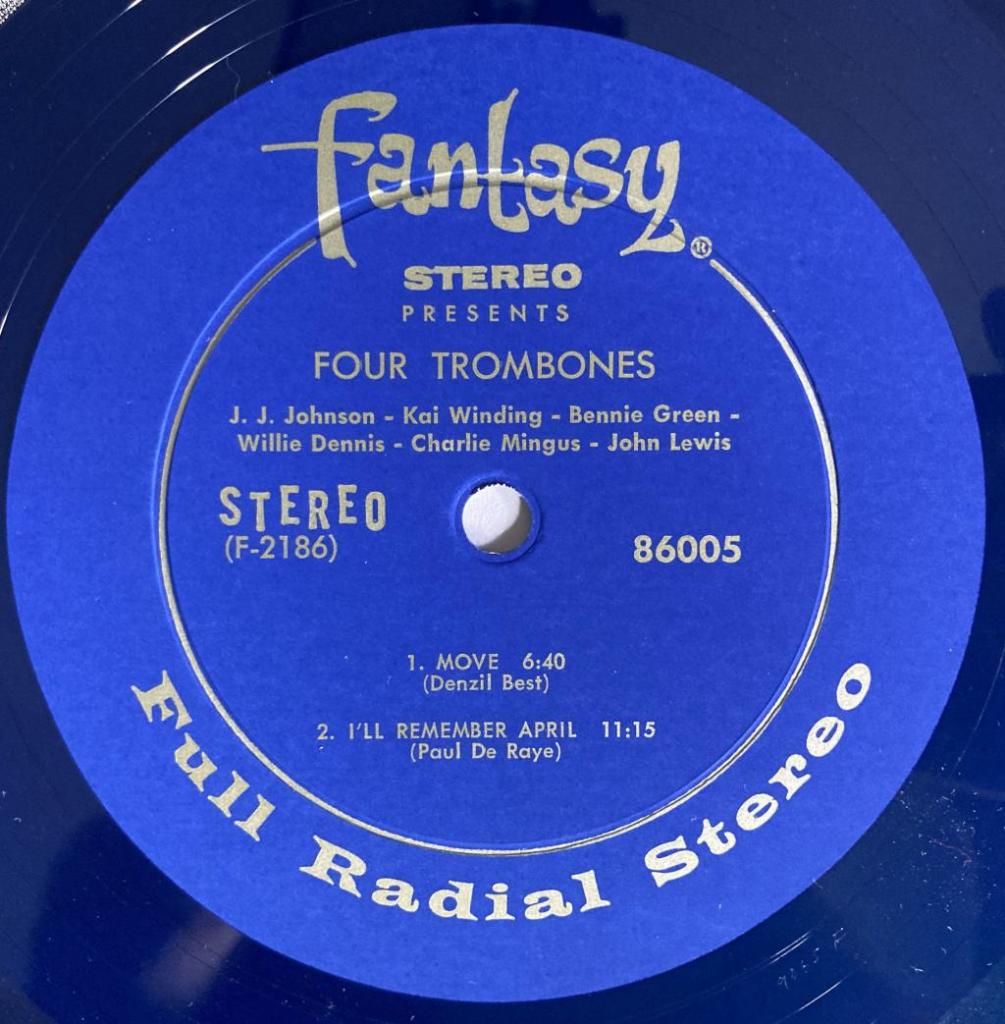 Fantasy®
STEREO
PRESENTS
FOUR TROMBONES
J. J. Johnson - Kai Winding - Bennie Green -
Willie Dennis - Charlie Mingus - John Lewis
STEREO
(F-2186)
86005
1. MOVE 6:40
(Denzil Best)
2. I'LL REMEMBER APRIL 11:15
(Paul De Raye)
Full Radial Stereo